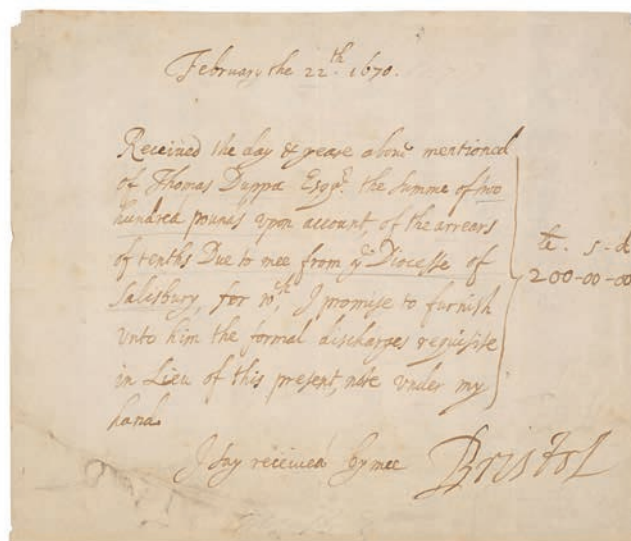 February the 22th. 1670.
Received the day & yeare above mentioned
of Thomas Duppa Esqr. the summe of two
hundred pounds upon account, of the arrears
of tenths Due to mee from ye Diocesse of
Salisbury, for wch, I promise to furnish
unto him the formal discharges requisite
in Lieu of this present, note under my
hand.
li. s. d
200-00-00
I say received by mee Bristol